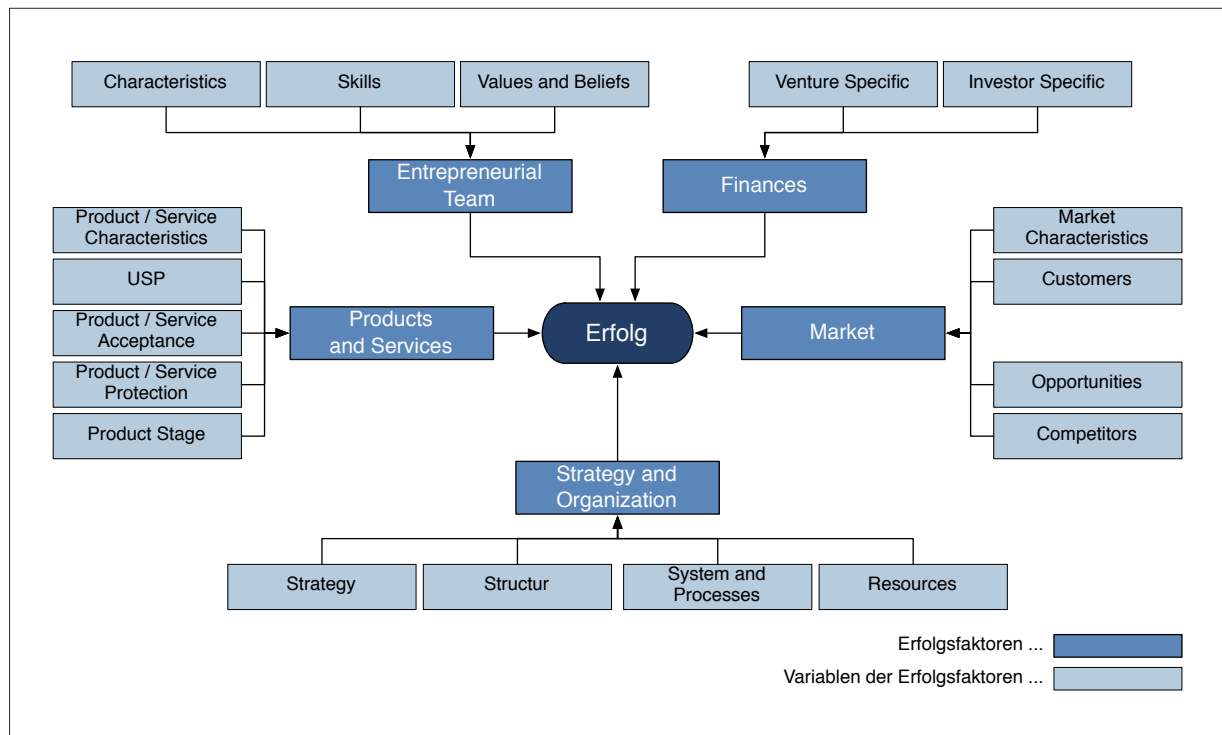 Characteristics
Skills
Values and Beliefs
Venture Specific
Investor Specific
Entrepreneurial
Team
Finances
Product / Service
Characteristics
USP
Product / Service
Acceptance
Product / Service
Protection
Product Stage
Products
and Services
Erfolg
Market
Market
Characteristics
Customers
Opportunities
Competitors
Strategy and
Organization
Strategy
Structur
System and
Processes
Resources
Erfolgsfaktoren ...
Variablen der Erfolgsfaktoren ...